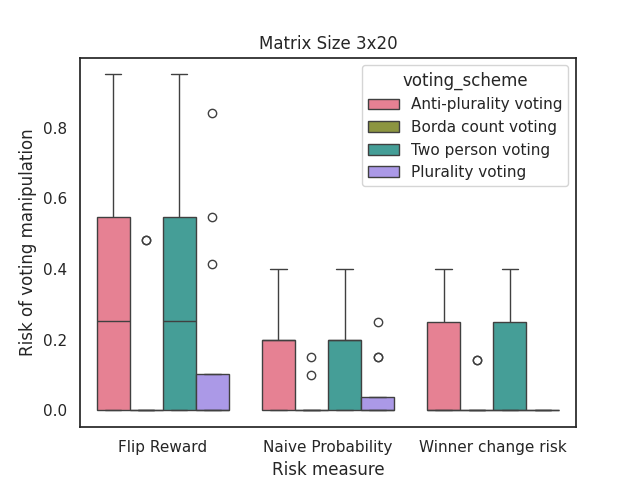 Matrix Size 3x20
voting_scheme
Anti-plurality voting
Borda count voting
Two person voting
Plurality voting
Risk of voting manipulation
0.8
0.6
0.4
0.2
0.0
Flip Reward
Naive Probability
Winner change risk
Risk measure